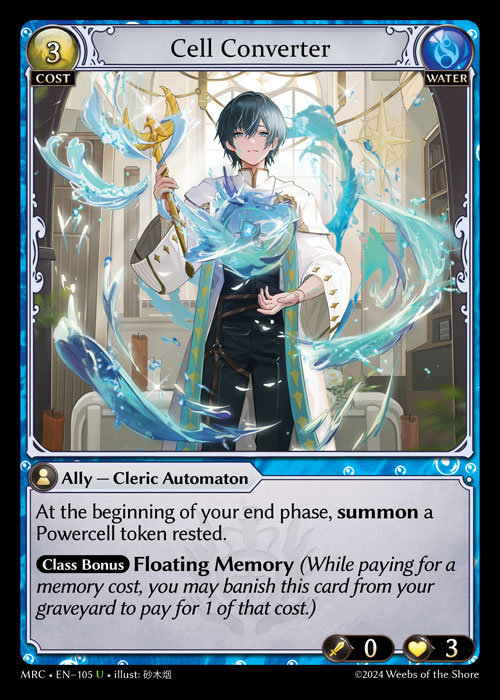 3
Cell Converter
COST
WATER
Ally — Cleric Automaton
At the beginning of your end phase, summon a
Powercell token rested.
Class Bonus Floating Memory (While paying for a
memory cost, you may banish this card from your
graveyard to pay for 1 of that cost.)
0
3
MRC • EN-105 U • illust: 砂木烟
©2024 Weebs of the Shore